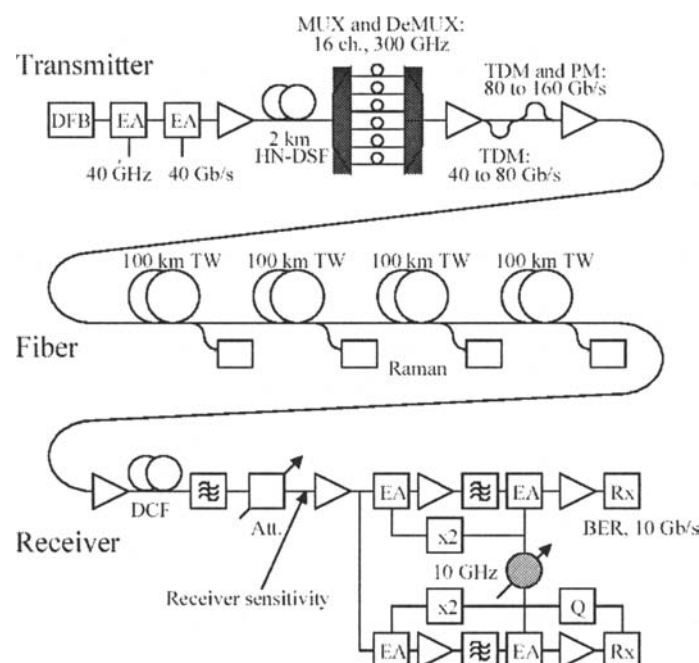 MUX and DeMUX:
16 ch., 300 GHz
Transmitter
TDM and PM:
80 to 160 Gb/s
DFB
EA
EA
2 km
HN-DSF
40 GHz
40 Gb/s
TDM:
40 to 80 Gb/s
100 km TW
100 km TW
100 km TW
100 km TW
Fiber
Raman
DCF
Att.
EA
EA
Rx
BER, 10 Gb/s
Receiver
x2
10 GHz
Receiver sensitivity
x2
Q
EA
EA
Rx